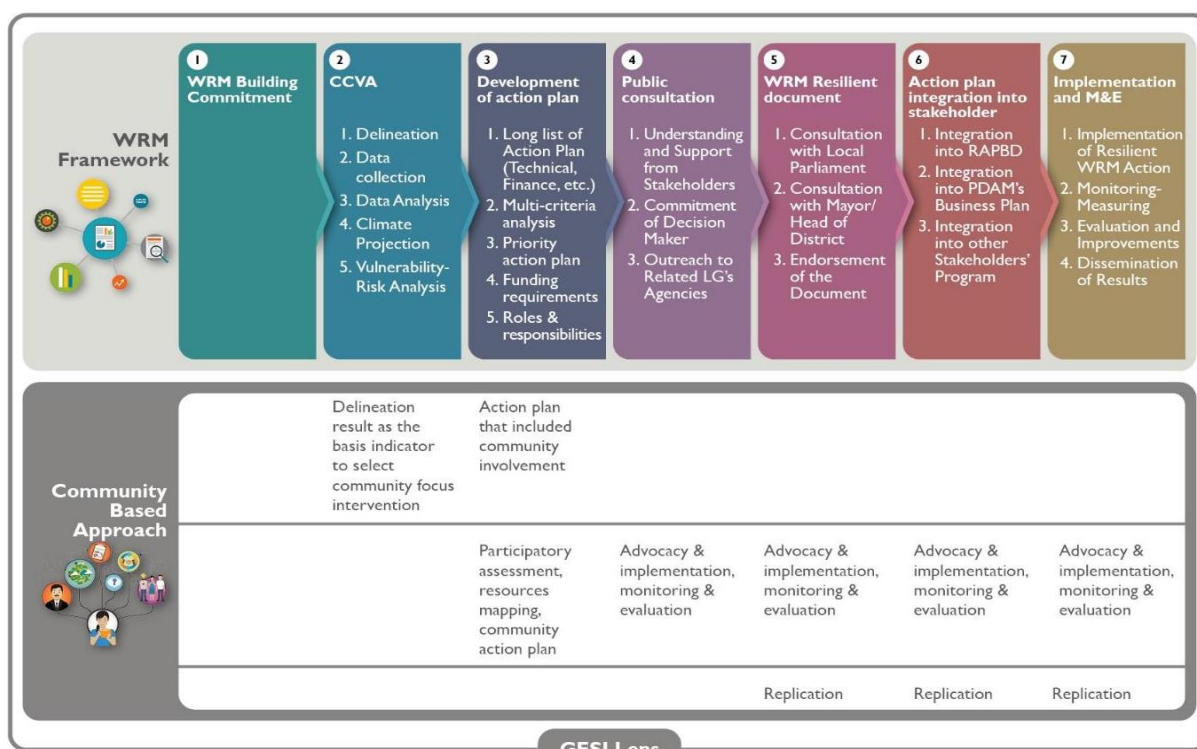 WRM
Framework
1
WRM Building
Commitment
2
CCVA
1. Delineation
2. Data
collection
3. Data Analysis
4. Climate
Projection
5. Vulnerability-
Risk Analysis
3
Development
of action plan
1. Long list of
Action Plan
(Technical,
Finance, etc.)
2. Multi-criteria
analysis
3. Priority
action plan
4. Funding
requirements
5. Roles &
responsibilities
4
Public
consultation
1. Understanding
and Support
from
Stakeholders
2. Commitment
of Decision
Maker
3. Outreach to
Related LG's
Agencies
5
WRM Resilient
document
1. Consultation
with Local
Parliament
2. Consultation
with Mayor/
Head of
District
3. Endorsement
of the
Document
6
Action plan
integration into
stakeholder
1. Integration
into RAPBD
2. Integration
into PDAM's
Business Plan
3. Integration
into other
Stakeholders'
Program
7
Implementation
and M&E
1. Implementation
of Resilient
WRM Action
2. Monitoring-
Measuring
3. Evaluation and
Improvements
4. Dissemination
of Results
Community
Based
Approach
Delineation
result as the
basis indicator
to select
community focus
intervention
Action plan
that included
community
involvement
Participatory
assessment,
resources
mapping,
community
action plan
Advocacy &
implementation,
monitoring &
evaluation
Advocacy &
implementation,
monitoring &
evaluation
Advocacy &
implementation,
monitoring &
evaluation
Advocacy &
implementation,
monitoring &
evaluation
Replication
Replication
Replication
GESI Lens